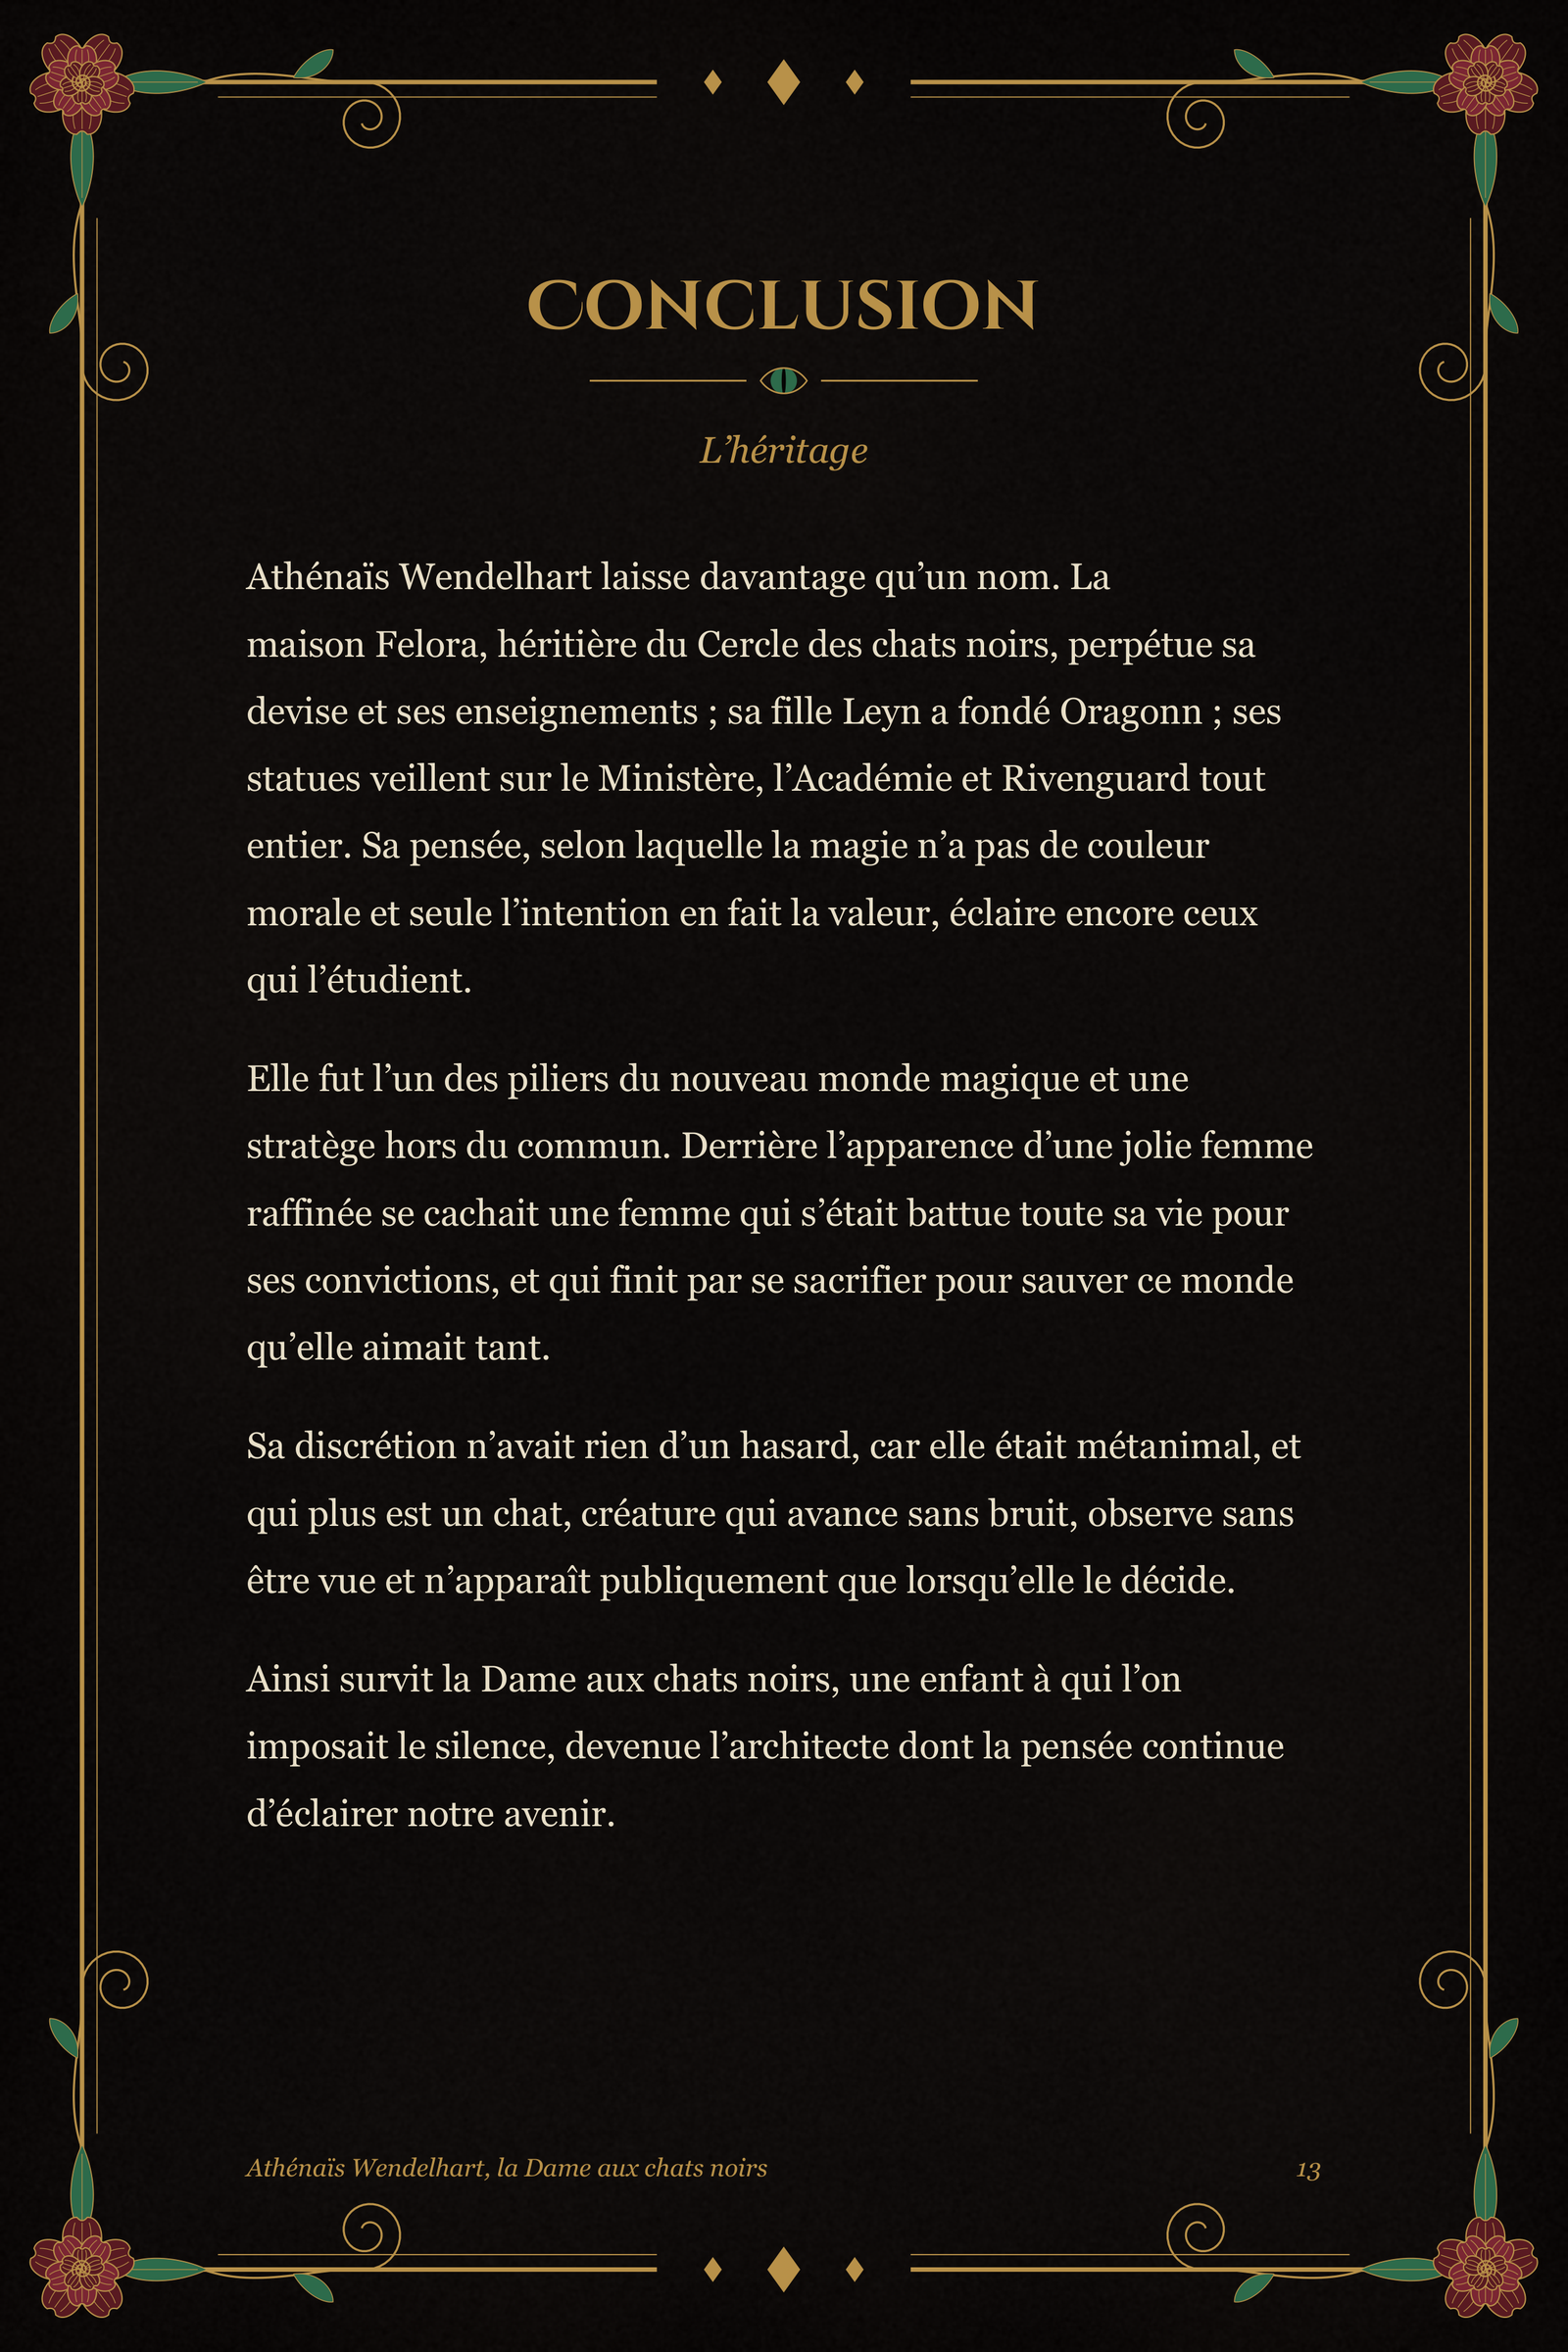 CONCLUSION
L’héritage
Athénaïs Wendelhart laisse davantage qu’un nom. La
maison Felora, héritière du Cercle des chats noirs, perpétue sa
devise et ses enseignements ; sa fille Leyn a fondé Oragonn ; ses
statues veillent sur le Ministère, l’Académie et Rivenguard tout
entier. Sa pensée, selon laquelle la magie n’a pas de couleur
morale et seule l’intention en fait la valeur, éclaire encore ceux
qui l’étudient.
Elle fut l’un des piliers du nouveau monde magique et une
stratège hors du commun. Derrière l’apparence d’une jolie femme
raffinée se cachait une femme qui s’était battue toute sa vie pour
ses convictions, et qui finit par se sacrifier pour sauver ce monde
qu’elle aimait tant.
Sa discrétion n’avait rien d’un hasard, car elle était métanimal, et
qui plus est un chat, créature qui avance sans bruit, observe sans
être vue et n’apparaît publiquement que lorsqu’elle le décide.
Ainsi survit la Dame aux chats noirs, une enfant à qui l’on
imposait le silence, devenue l’architecte dont la pensée continue
d’éclairer notre avenir.
Athénaïs Wendelhart, la Dame aux chats noirs 13